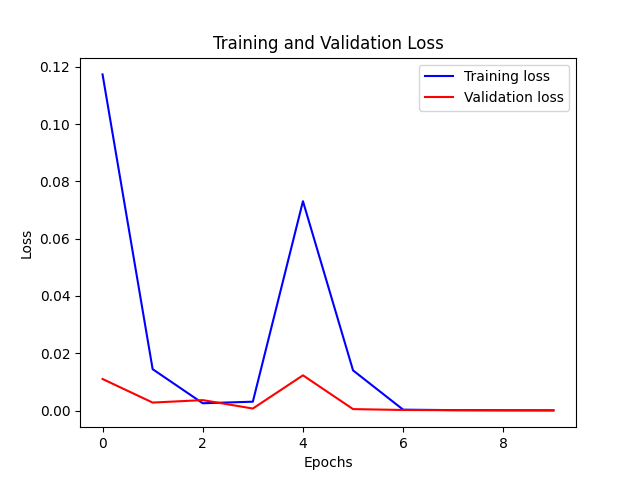 Training and Validation Loss
Training loss
Validation loss
0.12
0.10
0.08
0.06
0.04
0.02
0.00
Loss
0 2 4 6 8
Epochs